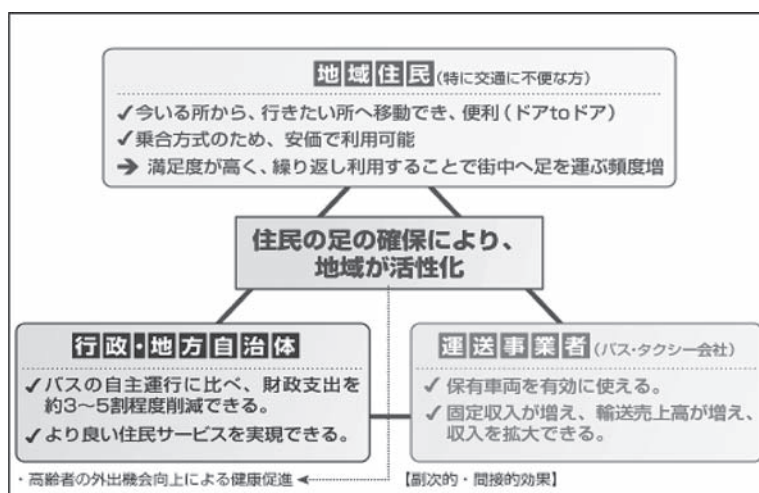 地域住民(特に交通に不便な方)
✓今いる所から、行きたい所へ移動でき、便利(ドアtoドア)
✓乗合方式のため、安価で利用可能
➔ 満足度が高く、繰り返し利用することで街中へ足を運ぶ頻度増
住民の足の確保により、
地域が活性化
行政・地方自治体
✓ バスの自主運行に比べ、財政支出を
約3〜5割程度削減できる。
✓ より良い住民サービスを実現できる。
運送事業者(バス・タクシー会社)
✓ 保有車両を有効に使える。
✓ 固定収入が増え、輸送売上高が増え、
収入を拡大できる。
・高齢者の外出機会向上による健康促進
【副次的・間接的効果】